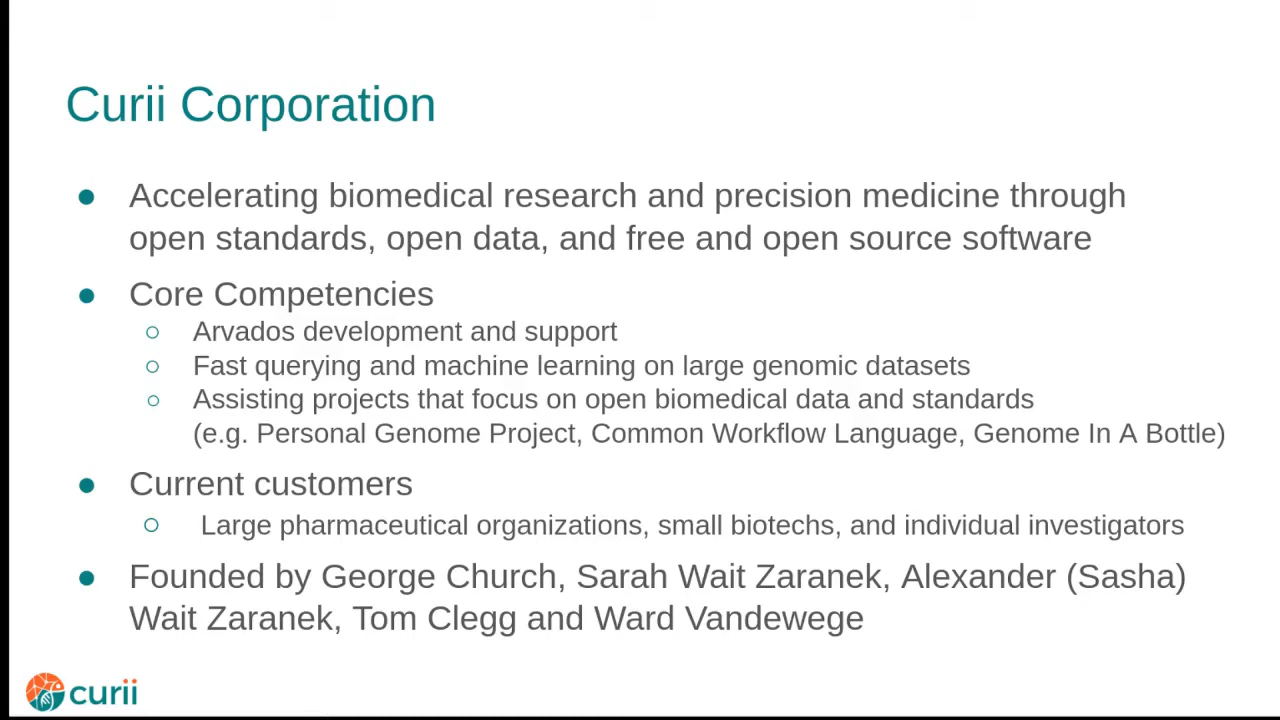 Curii Corporation
● Accelerating biomedical research and precision medicine through
open standards, open data, and free and open source software
● Core Competencies
○ Arvados development and support
○ Fast querying and machine learning on large genomic datasets
○ Assisting projects that focus on open biomedical data and standards
(e.g. Personal Genome Project, Common Workflow Language, Genome In A Bottle)
● Current customers
○ Large pharmaceutical organizations, small biotechs, and individual investigators
● Founded by George Church, Sarah Wait Zaranek, Alexander (Sasha)
Wait Zaranek, Tom Clegg and Ward Vandewege
curii